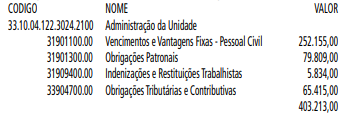 CODIGO NOME VALOR
33.10.04.122.3024.2100 Administração da Unidade
31901100.00 Vencimentos e Vantagens Fixas - Pessoal Civil 252.155,00
31901300.00 Obrigações Patronais 79.809,00
31909400.00 Indenizações e Restituições Trabalhistas 5.834,00
33904700.00 Obrigações Tributárias e Contributivas 65.415,00
403.213,00